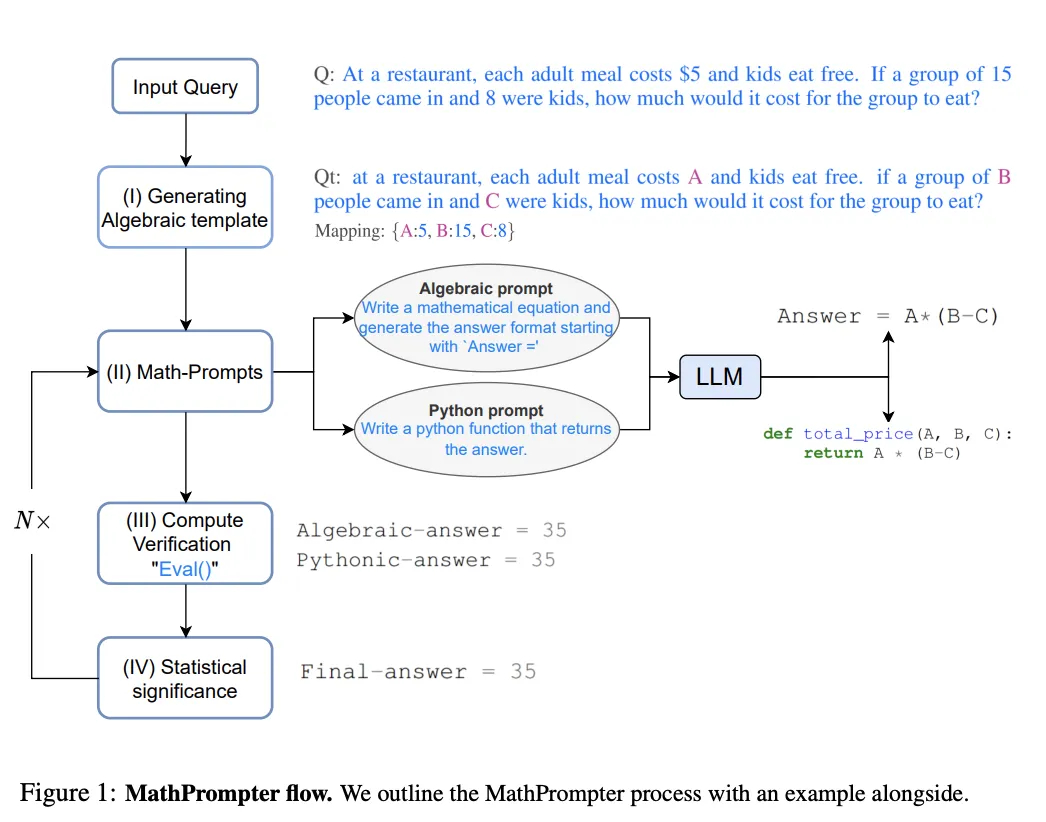 Input Query
Q: At a restaurant, each adult meal costs $5 and kids eat free. If a group of 15
people came in and 8 were kids, how much would it cost for the group to eat?
(I) Generating
Algebraic template
Qt: at a restaurant, each adult meal costs A and kids eat free. if a group of B
people came in and C were kids, how much would it cost for the group to eat?
Mapping: {A:5, B:15, C:8}
(II) Math-Prompts
Algebraic prompt
Write a mathematical equation and
generate the answer format starting
with `Answer ='
Python prompt
Write a python function that returns
the answer.
LLM
Answer = A*(B-C)
def total_price(A, B, C):
return A * (B-C)
N×
(III) Compute
Verification
"Eval()"
Algebraic-answer = 35
Pythonic-answer = 35
(IV) Statistical
significance
Final-answer = 35
Figure 1: MathPrompter flow. We outline the MathPrompter process with an example alongside.